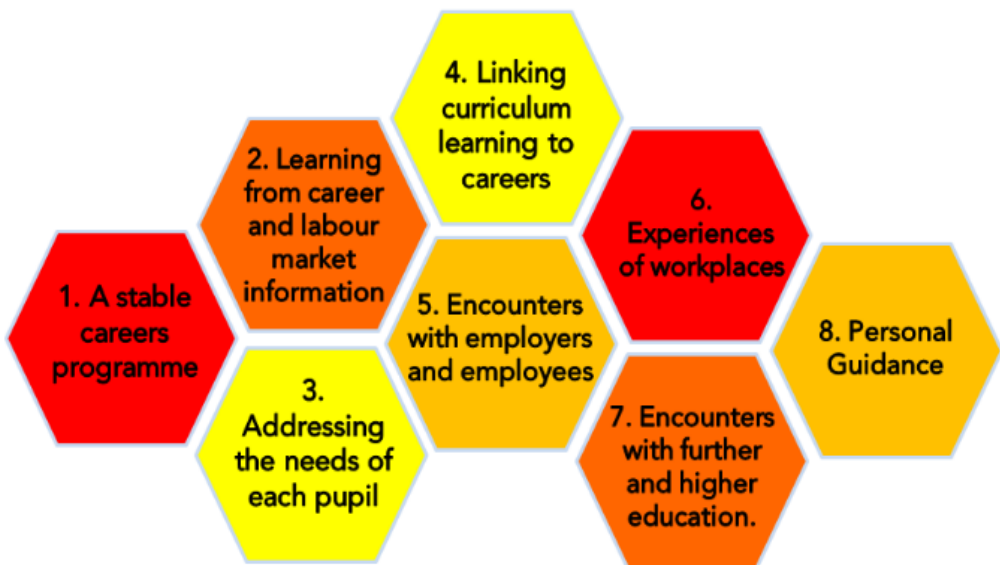 1. A stable
careers
programme
2. Learning
from career
and labour
market
information
3.
Addressing
the needs of
each pupil
4. Linking
curriculum
learning to
careers
5. Encounters
with employers
and employees
6.
Experiences
of workplaces
7. Encounters
with further
and higher
education.
8. Personal
Guidance